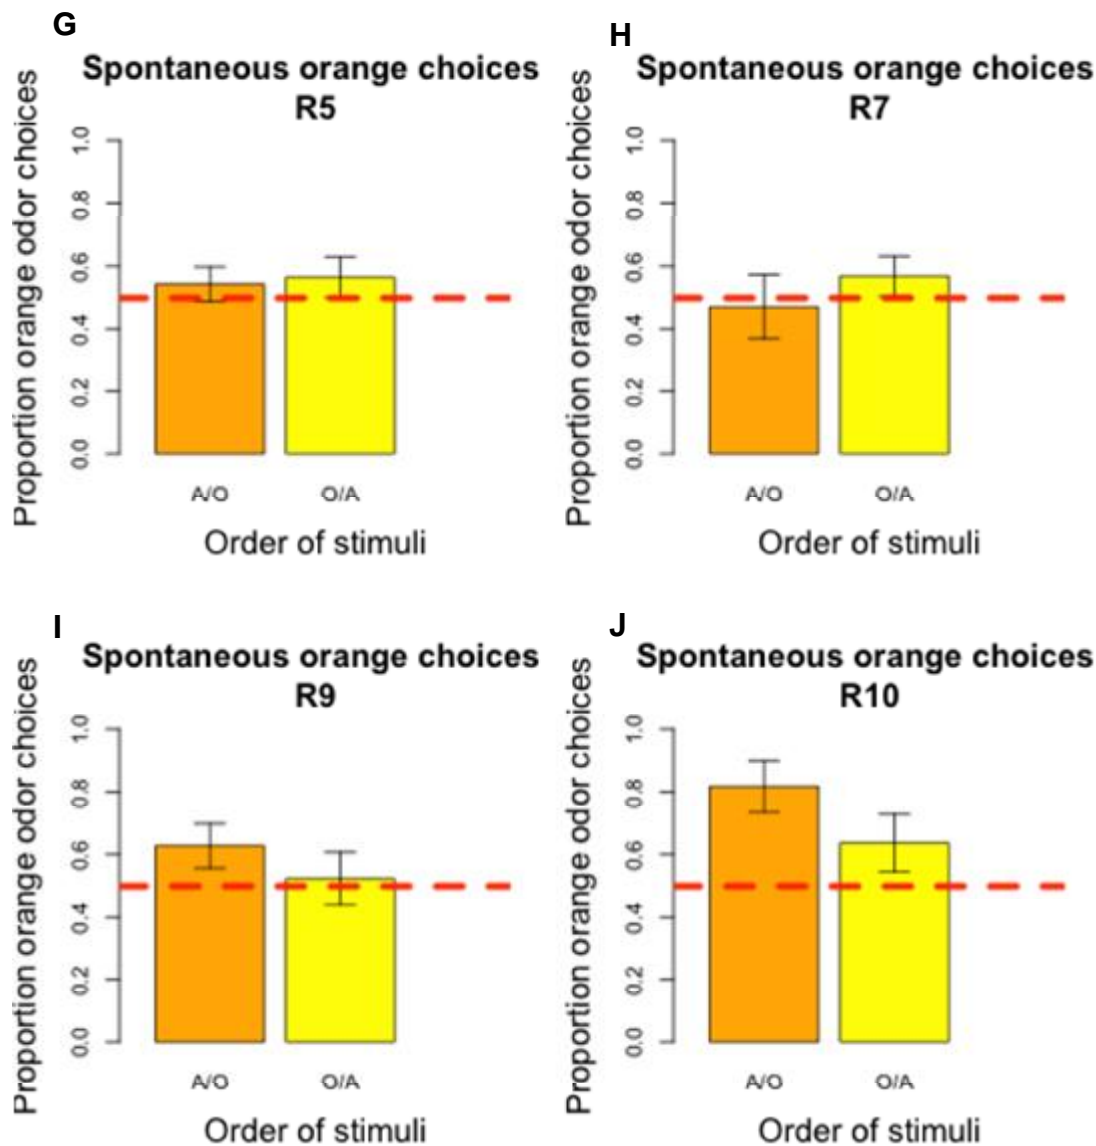 G
Spontaneous orange choices
R5
Proportion orange odor choices
1.0
0.8
0.6
0.4
0.2
0.0
A/O O/A
Order of stimuli
H
Spontaneous orange choices
R7
Proportion orange odor choices
1.0
0.8
0.6
0.4
0.2
0.0
A/O O/A
Order of stimuli
I
Spontaneous orange choices
R9
Proportion orange odor choices
1.0
0.8
0.6
0.4
0.2
0.0
A/O O/A
Order of stimuli
J
Spontaneous orange choices
R10
Proportion orange odor choices
1.0
0.8
0.6
0.4
0.2
0.0
A/O O/A
Order of stimuli